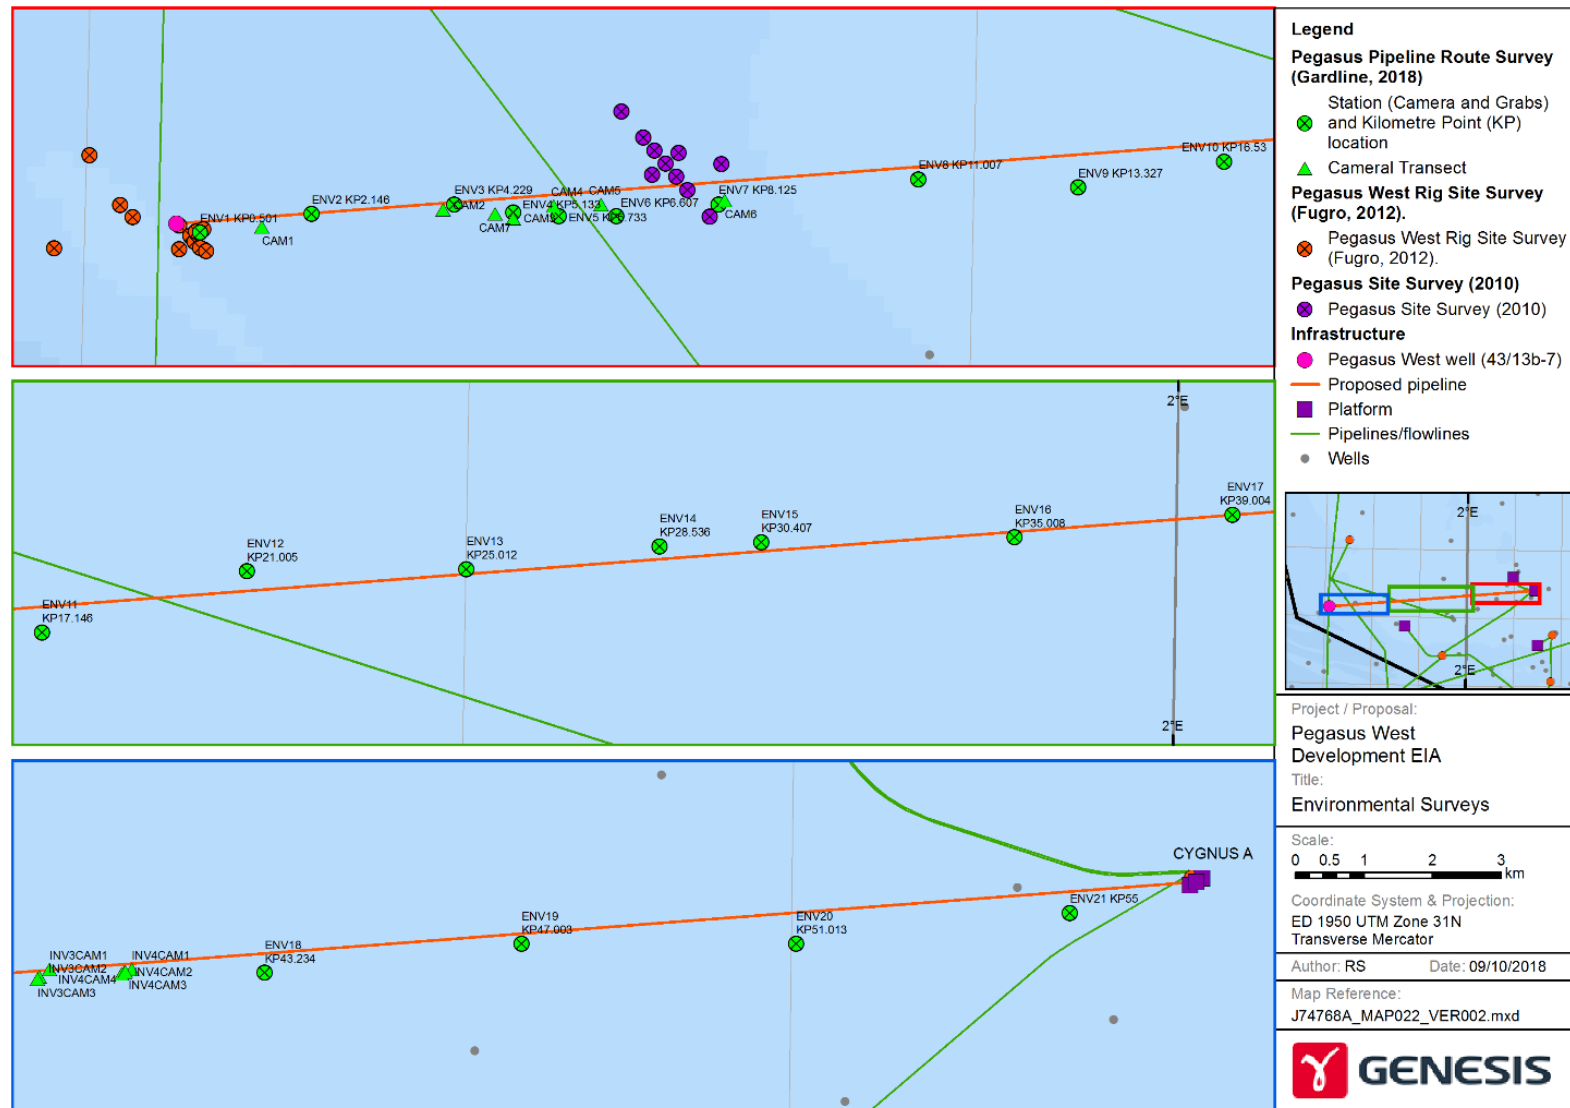 ENV1 KP0.501
CAM1
ENV2 KP2.146
ENV3 KP4.229
CAM2
CAM7
ENV4 KP5.133
CAM3
CAM4
CAM5
ENV6 KP6.607
ENV7 KP8.125
CAM6
ENV8 KP11.007
ENV9 KP13.327
ENV10 KP16.53
ENV11
KP17.146
ENV12
KP21.005
ENV13
KP25.012
ENV14
KP28.536
ENV15
KP30.407
ENV16
KP35.008
2°E
2°E
ENV17
KP39.004
INV3CAM1
INV3CAM2
INV3CAM3
INV4CAM4
INV4CAM1
INV4CAM2
INV4CAM3
ENV18
KP43.234
ENV19
KP47.003
ENV20
KP51.013
ENV21 KP55
CYGNUS A
Legend
Pegasus Pipeline Route Survey
(Gardline, 2018)
Station (Camera and Grabs)
and Kilometre Point (KP)
location
Cameral Transect
Pegasus West Rig Site Survey
(Fugro, 2012).
Pegasus West Rig Site Survey
(Fugro, 2012).
Pegasus Site Survey (2010)
Pegasus Site Survey (2010)
Infrastructure
Pegasus West well (43/13b-7)
Proposed pipeline
Platform
Pipelines/flowlines
Wells
2°E
2°E
Project / Proposal:
Pegasus West
Development EIA
Title:
Environmental Surveys
Scale:
0 0.5 1 2 3
km
Coordinate System & Projection:
ED 1950 UTM Zone 31N
Transverse Mercator
Author: RS Date: 09/10/2018
Map Reference:
J74768A_MAP022_VER002.mxd
GENESIS